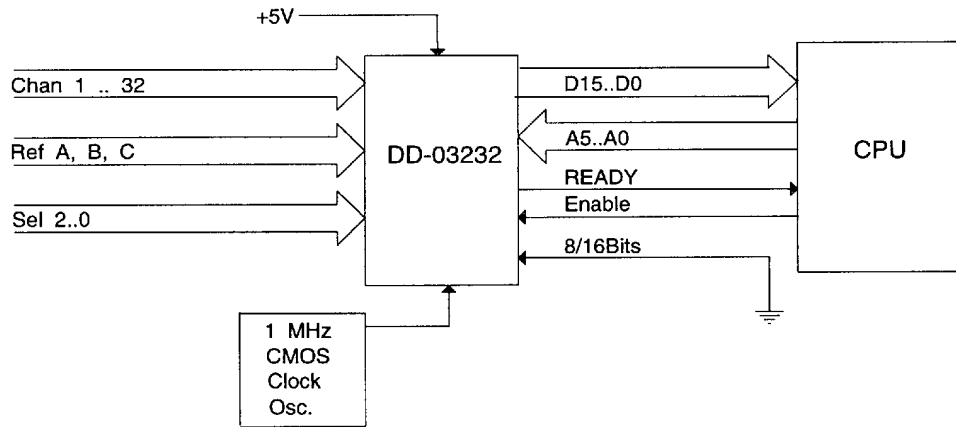 +5V
Chan 1 .. 32
Ref A, B, C
Sel 2..0
DD-03232
D15..D0
A5..A0
READY
Enable
8/16Bits
CPU
1 MHz
CMOS
Clock
Osc.